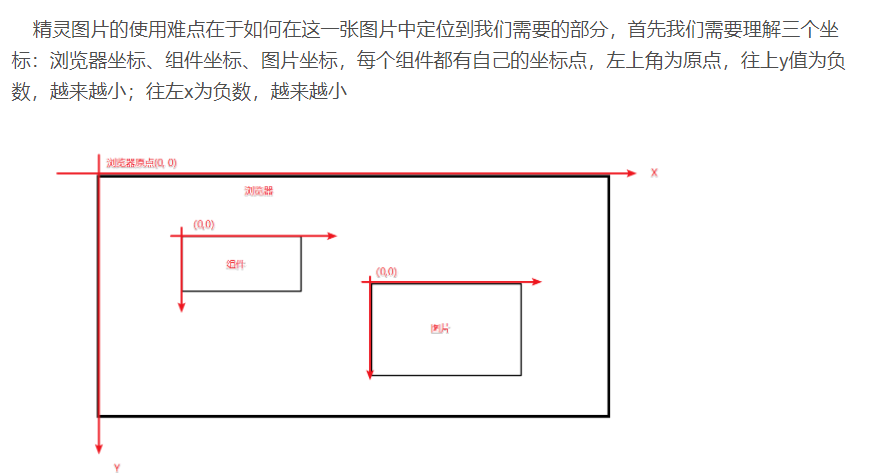 精灵图片的使用难点在于如何在这一张图片中定位到我们需要的部分，首先我们需要理解三个坐
标：浏览器坐标、组件坐标、图片坐标，每个组件都有自己的坐标点，左上角为原点，往上y值为负
数，越来越小；往左x为负数，越来越小
浏览器原点(0, 0)
X
浏览器
(0,0)
组件
(0,0)
图片
Y